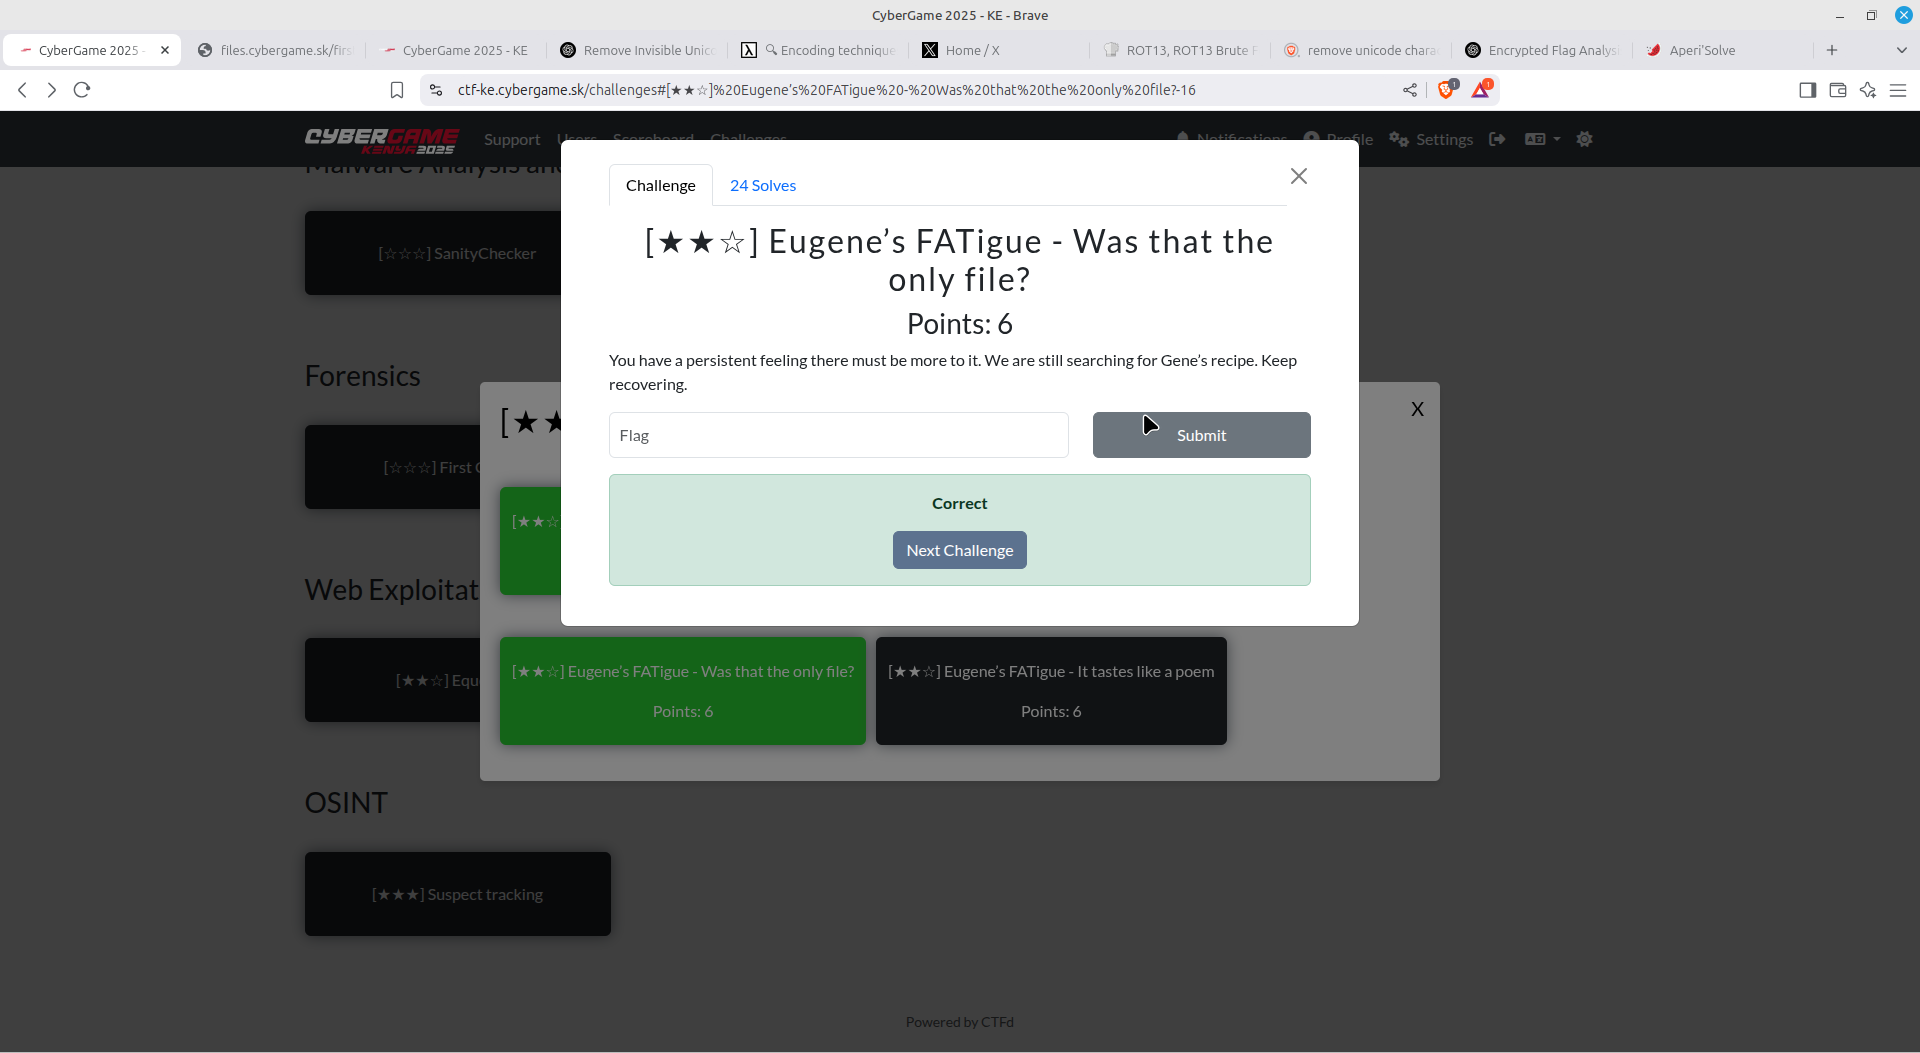 CyberGame 2025 - KE - Brave
CyberGame 2025 -
files.cybergame.sk/firs
CyberGame 2025 - KE
Remove Invisible Unico
🔍 Encoding technique
Home / X
ROT13, ROT13 Brute F
remove unicode chara
Encrypted Flag Analysi
Aperi'Solve
ctf-ke.cybergame.sk/challenges#[★★☆]%20Eugene’s%20FATigue%20-%20Was%20that%20the%20only%20file?-16
1
1
CYBERGAME
KENYA 2025
Support
Users
Scoreboard
Challenges
Notifications
Profile
Settings
Malware Analysis and
[☆☆☆] SanityChecker
Forensics
[☆☆☆] First
Web Exploitat
[★★☆] Equ
OSINT
[★★★] Suspect tracking
[★★
X
[★★☆
Challenge
24 Solves
[★★☆] Eugene’s FATigue - Was that the
only file?
Points: 6
You have a persistent feeling there must be more to it. We are still searching for Gene’s recipe. Keep
recovering.
Flag
Submit
Correct
Next Challenge
[★★☆] Eugene’s FATigue - Was that the only file?
Points: 6
[★★☆] Eugene’s FATigue - It tastes like a poem
Points: 6
Powered by CTFd